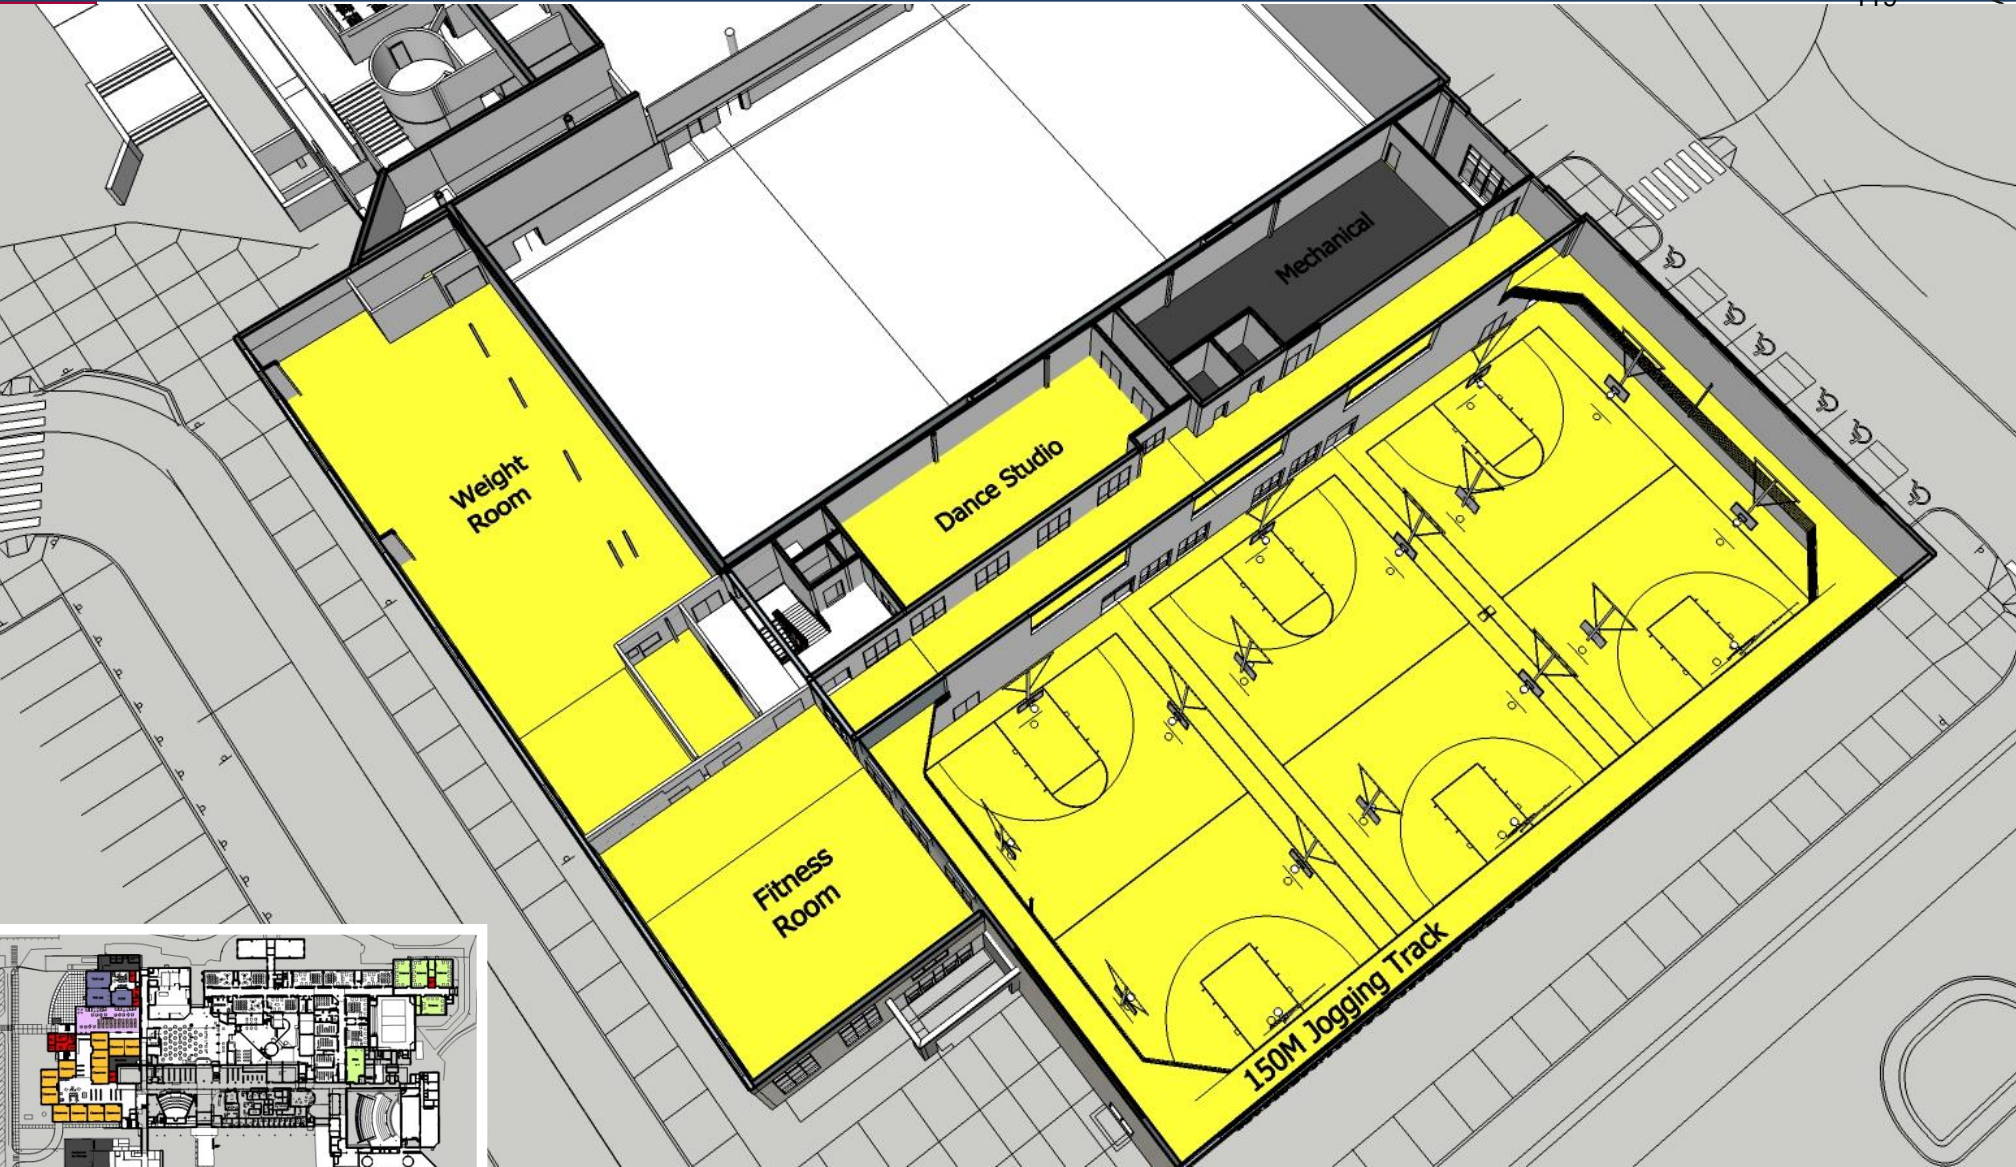 Mechanical
Dance Studio
Weight
Room
Fitness
Room
150M Jogging Track